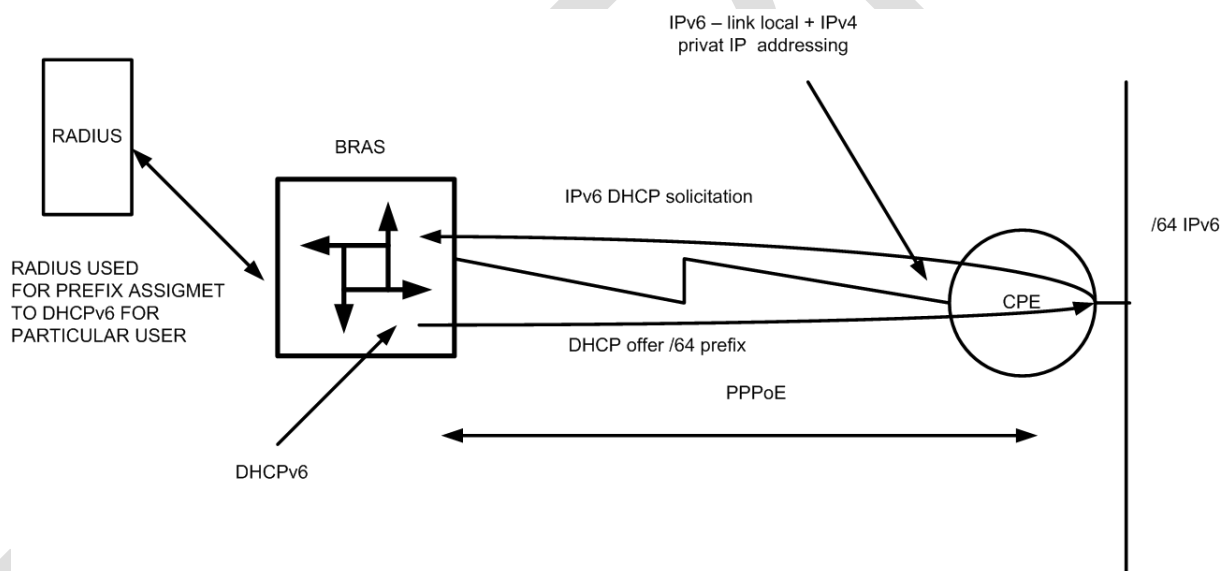 IPv6 – link local + IPv4
privat IP addressing
RADIUS
BRAS
IPv6 DHCP solicitation
/64 IPv6
RADIUS USED
FOR PREFIX ASSIGMET
TO DHCPv6 FOR
PARTICULAR USER
CPE
DHCP offer /64 prefix
PPPoE
DHCPv6